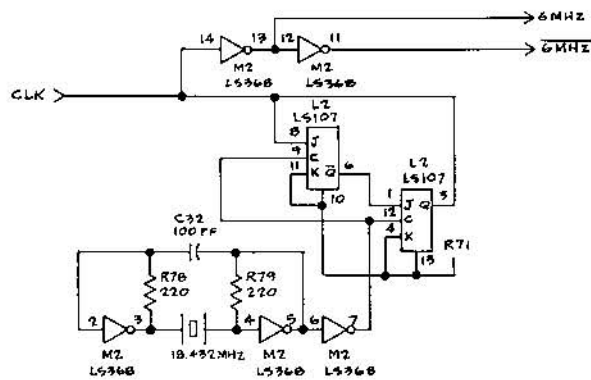 6MHZ
14 13 12 11
6MHZ
M2 M2
LS368 LS368
CLK
L2
LS107
8 J
9 C
11 K Q 6
10
L2
LS107
1 J Q 3
12 C
4 K
13
R71
C32
100 PF
R78
220
R79
220
2 3 4 5 6 7
M2 18.432MHZ M2 M2
LS368 LS368 LS368